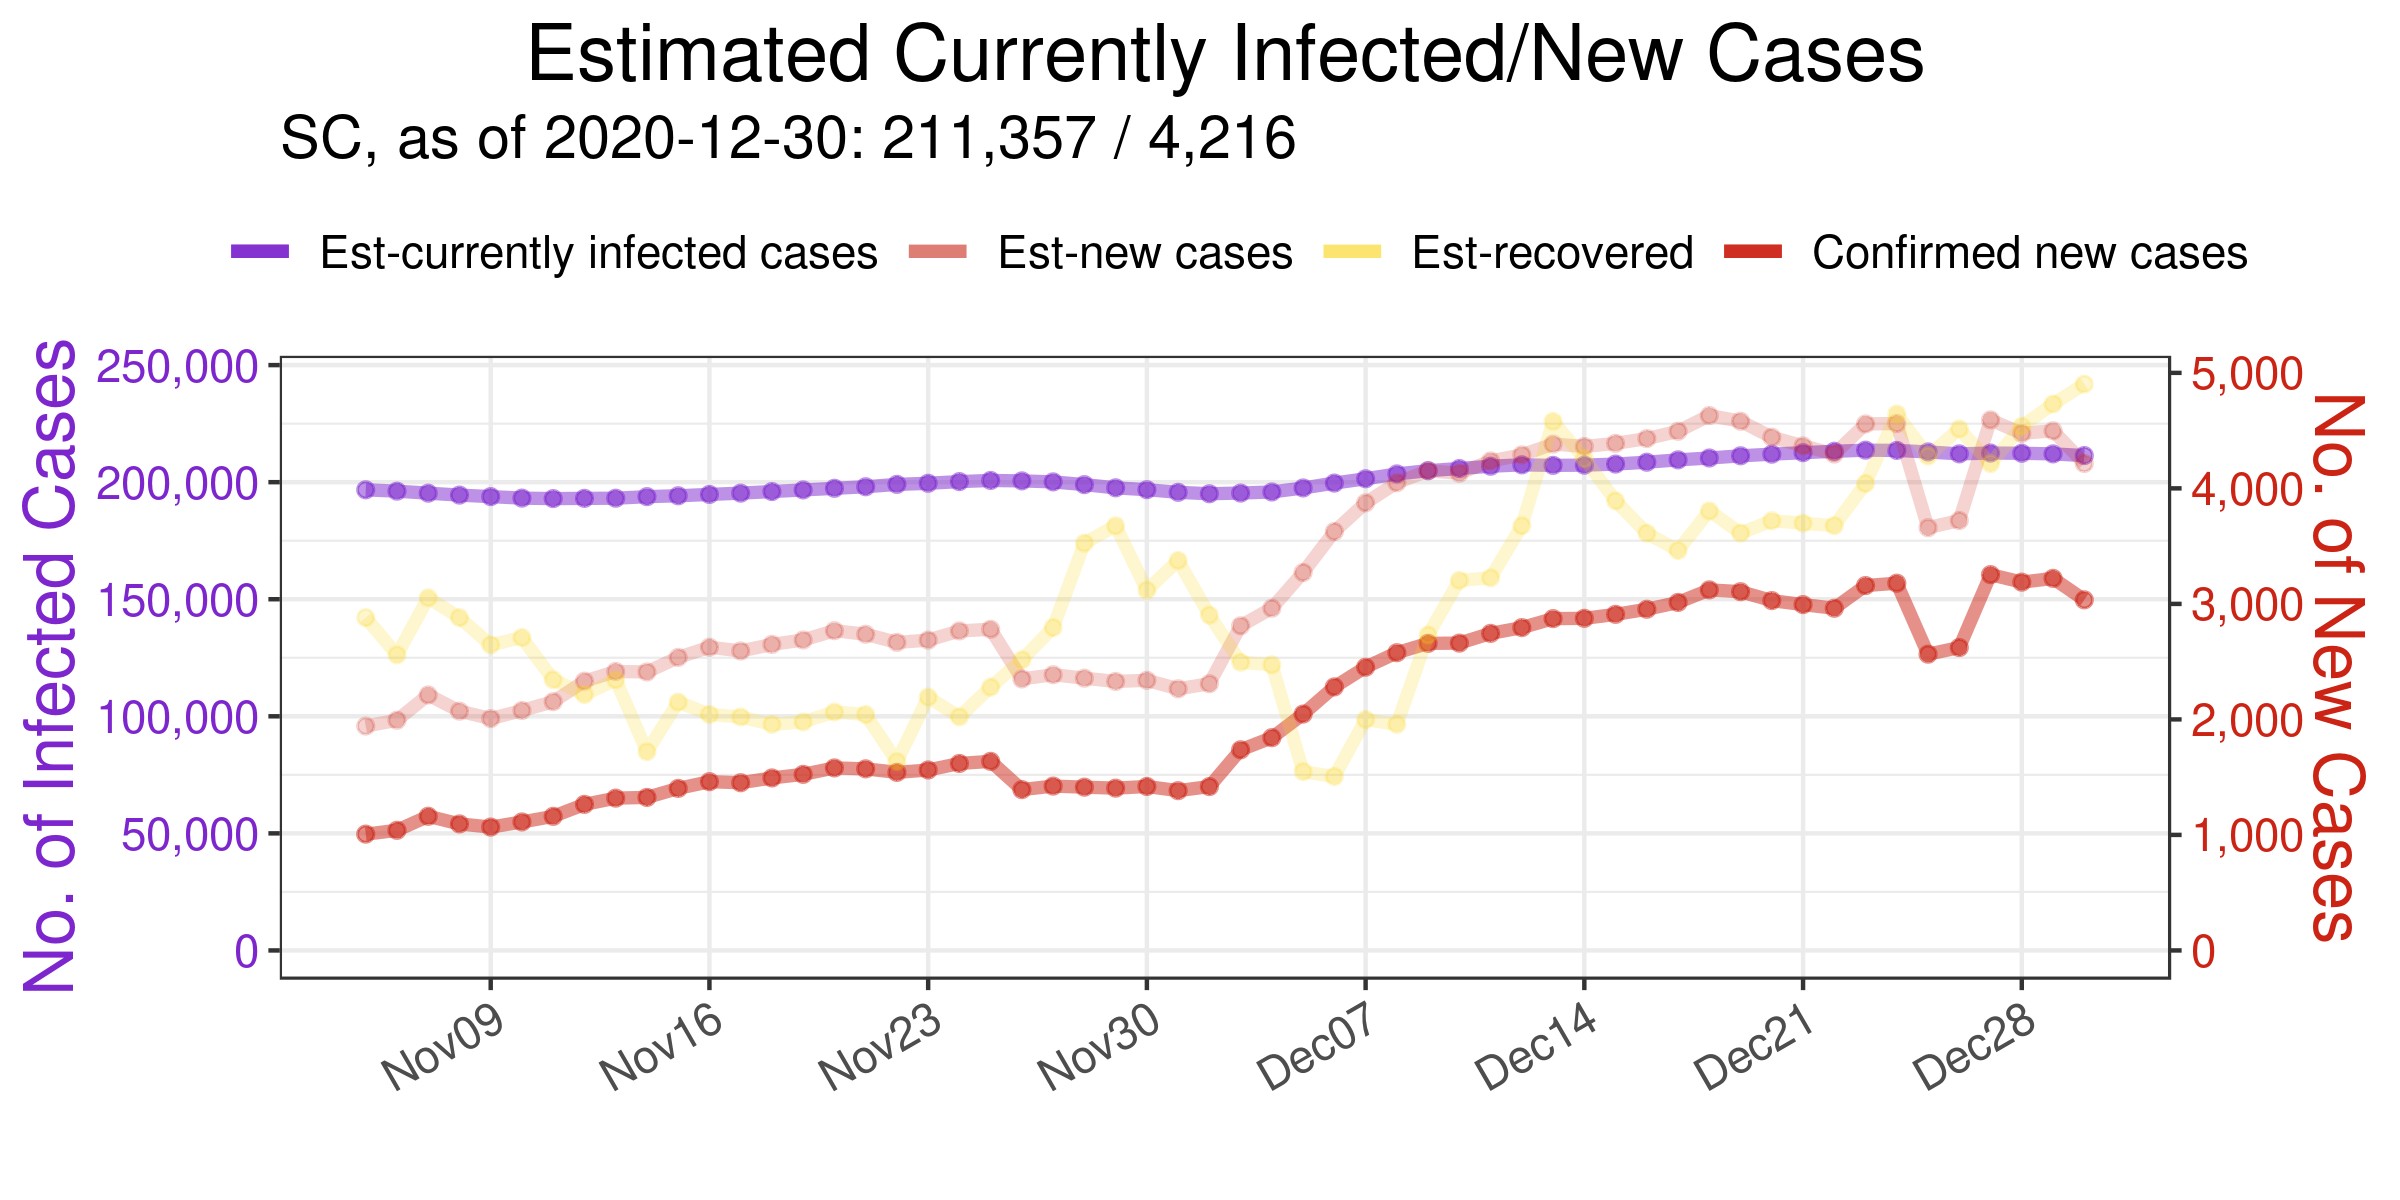 Estimated Currently Infected/New Cases
SC, as of 2020-12-30: 211,357 / 4,216
Est-currently infected cases Est-new cases Est-recovered Confirmed new cases
No. of Infected Cases
250,000
200,000
150,000
100,000
50,000
0
5,000
4,000
3,000
2,000
1,000
0
No. of New Cases
Nov09 Nov16 Nov23 Nov30 Dec07 Dec14 Dec21 Dec28